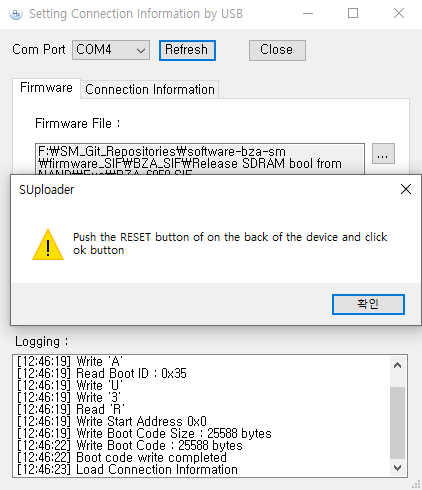 Setting Connection Information by USB
Com Port COM4 Refresh Close
Firmware Connection Information
Firmware File :
F:₩SM_Git_Repositories₩software-bza-sm
₩firmware_SIF₩BZA_SIF₩Release SDRAM bool from
SUploader
Push the RESET button of on the back of the device and click
ok button
확인
Logging :
[12:46:19] Write 'A'
[12:46:19] Read Boot ID : 0x35
[12:46:19] Write 'U'
[12:46:19] Write '3'
[12:46:19] Read 'R'
[12:46:19] Write Start Address 0x0
[12:46:19] Write Boot Code Size : 25588 bytes
[12:46:22] Write Boot Code : 25588 bytes
[12:46:22] Boot code write completed
[12:46:23] Load Connection Information